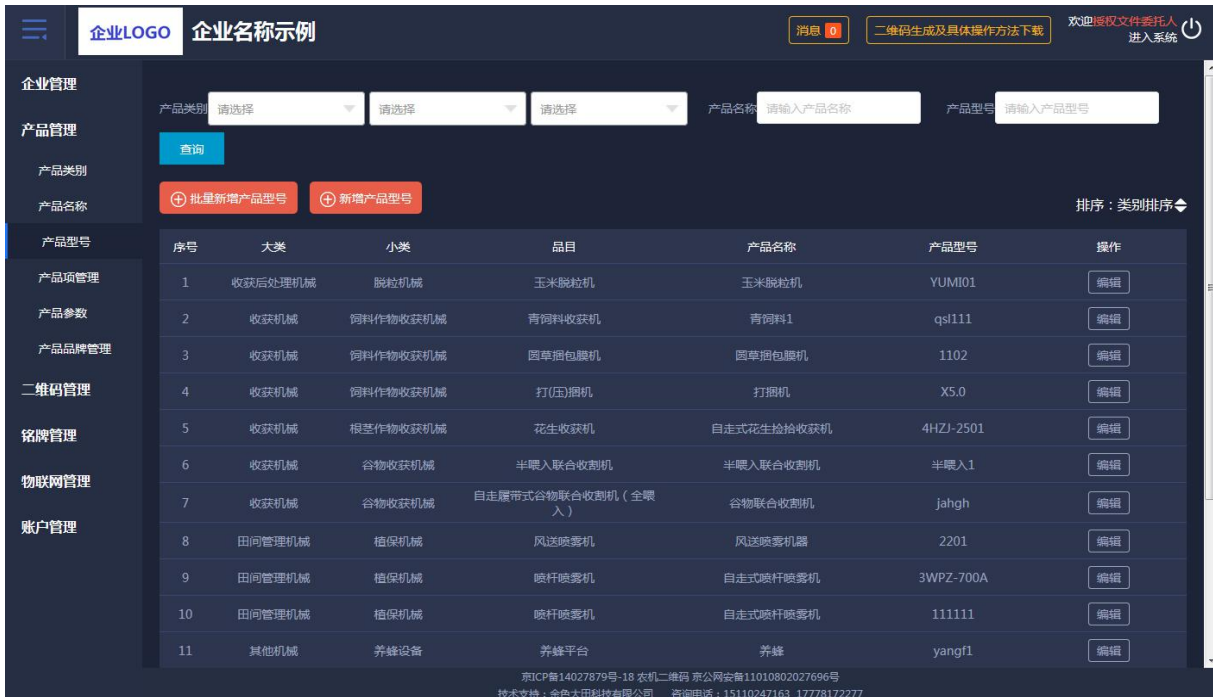 企业LOGO 企业名称示例 消息 0 二维码生成及具体操作方法下载 欢迎授权文件委托人
进入系统
企业管理
产品管理
产品类别
产品名称
产品型号
产品项管理
产品参数
产品品牌管理
二维码管理
铭牌管理
物联网管理
账户管理
产品类别 请选择 请选择 请选择 产品名称 请输入产品名称 产品型号 请输入产品型号
查询
批量新增产品型号 新增产品型号
排序：类别排序
序号 大类 小类 品目 产品名称 产品型号 操作
1 收获后处理机械 脱粒机械 玉米脱粒机 玉米脱粒机 YUMI01 编辑
2 收获机械 饲料作物收获机械 青饲料收获机 青饲料1 qsl111 编辑
3 收获机械 饲料作物收获机械 圆草捆包膜机 圆草捆包膜机 1102 编辑
4 收获机械 饲料作物收获机械 打(压)捆机 打捆机 X5.0 编辑
5 收获机械 根茎作物收获机械 花生收获机 自走式花生捡拾收获机 4HZJ-2501 编辑
6 收获机械 谷物收获机械 半喂入联合收割机 半喂入联合收割机 半喂入1 编辑
7 收获机械 谷物收获机械 自走履带式谷物联合收割机（全喂
入） 谷物联合收割机 jahgh 编辑
8 田间管理机械 植保机械 风送喷雾机 风送喷雾机器 2201 编辑
9 田间管理机械 植保机械 喷杆喷雾机 自走式喷杆喷雾机 3WPZ-700A 编辑
10 田间管理机械 植保机械 喷杆喷雾机 自走式喷杆喷雾机 111111 编辑
11 其他机械 养蜂设备 养蜂平台 养蜂 yangf1 编辑
京ICP备14027879号-18 农机二维码 京公网安备11010802027696号
技术支持：金色大田科技有限公司 咨询电话：15110247163 17778172277